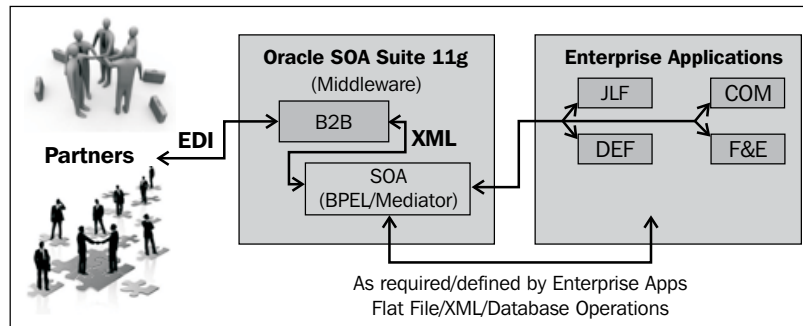 Oracle SOA Suite 11g
(Middleware)
Enterprise Applications
B2B
JLF
COM
EDI
XML
Partners
DEF
F&E
SOA
(BPEL/Mediator)
As required/defined by Enterprise Apps
Flat File/XML/Database Operations